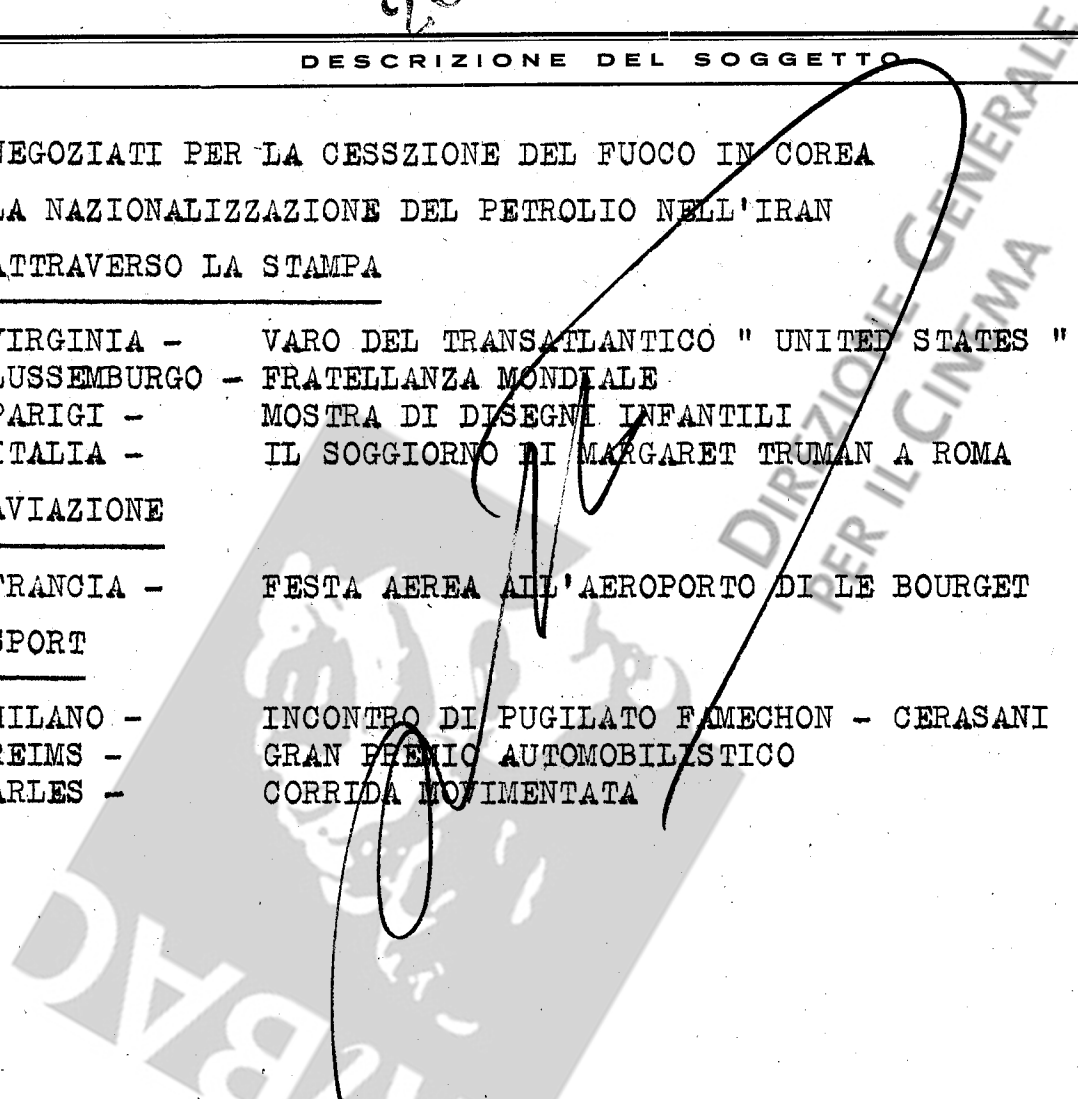 DESCRIZIONE DEL SOGGETTO
NEGOZIATI PER LA CESSZIONE DEL FUOCO IN COREA
LA NAZIONALIZZAZIONE DEL PETROLIO NELL'IRAN
ATTRAVERSO LA STAMPA
VIRGINIA - VARO DEL TRANSATLANTICO " UNITED STATES "
LUSSEMBURGO - FRATELLANZA MONDIALE
PARIGI - MOSTRA DI DISEGNI INFANTILI
ITALIA - IL SOGGIORNO DI MARGARET TRUMAN A ROMA
AVIAZIONE
FRANCIA - FESTA AEREA ALL'AEROPORTO DI LE BOURGET
SPORT
MILANO - INCONTRO DI PUGILATO FAMECHON - CERASANI
REIMS - GRAN PREMIO AUTOMOBILISTICO
ARLES - CORRIDA MOVIMENTATA
DIREZIONE GENERALE
PER IL CINEMA